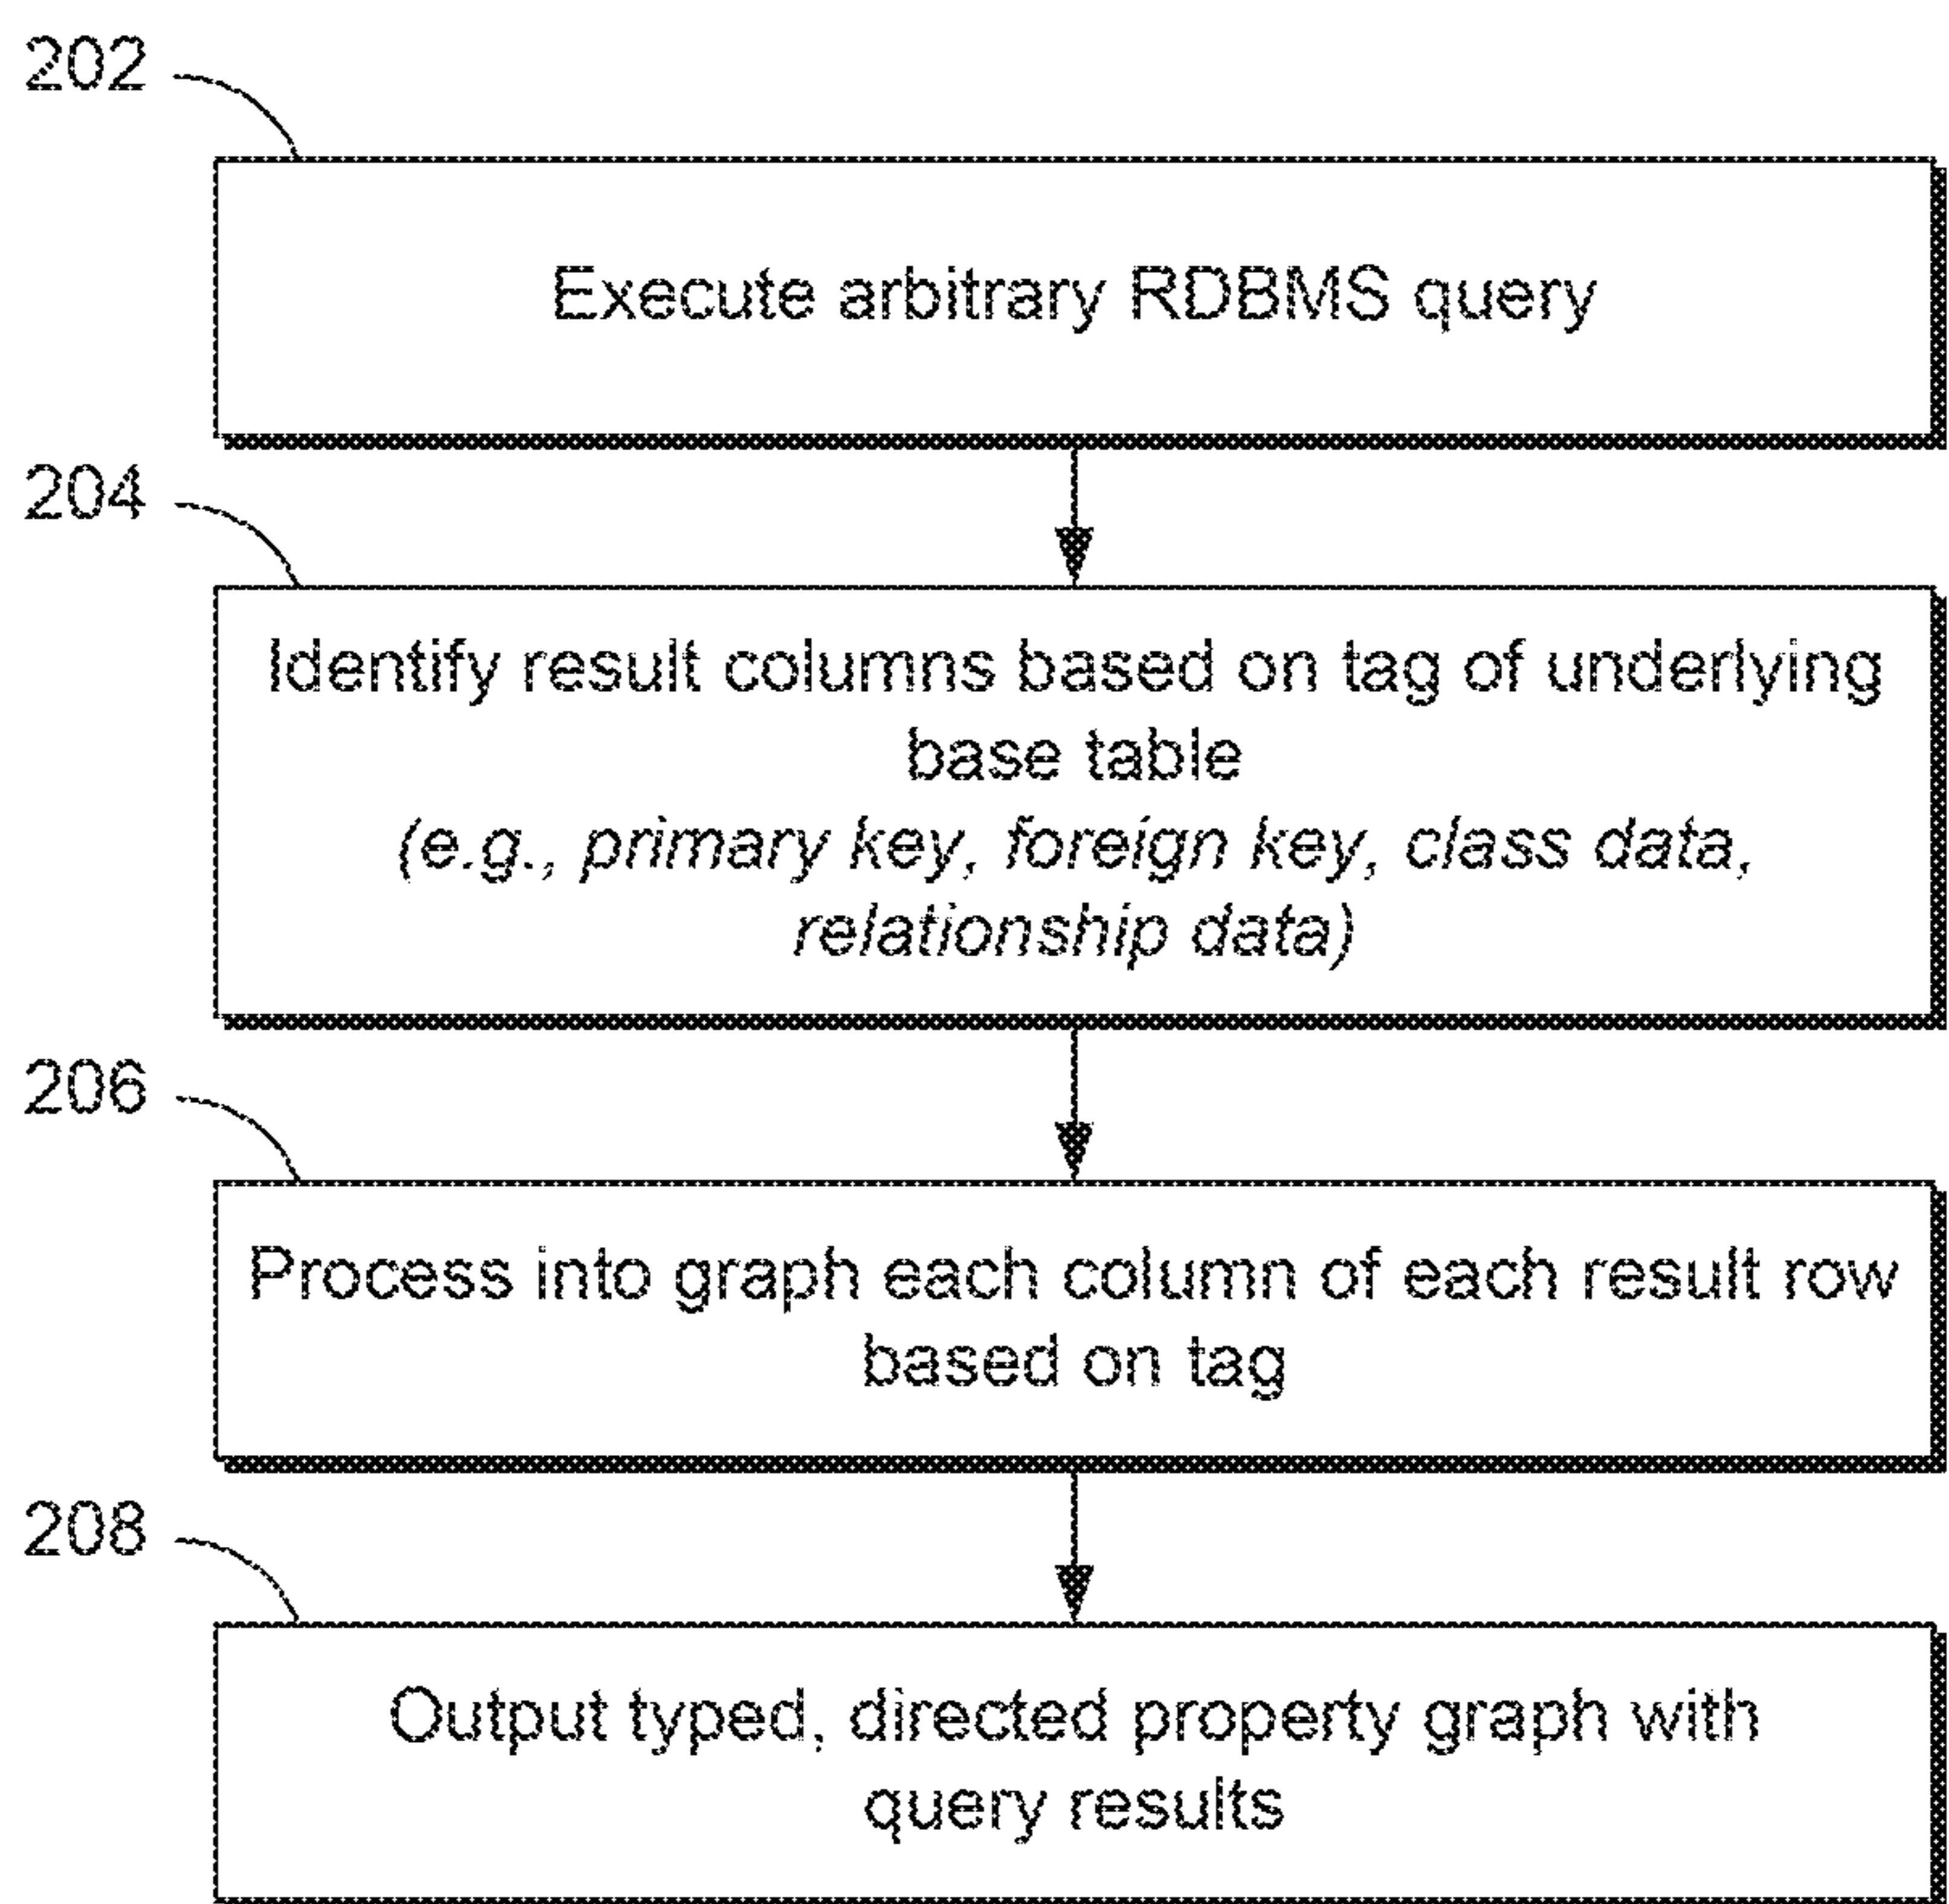 202
Execute arbitrary RDBMS query
204
Identify result columns based on tag of underlying
base table
(e.g., primary key, foreign key, class data,
relationship data)
206
Process into graph each column of each result row
based on tag
208
Output typed, directed property graph with
query results